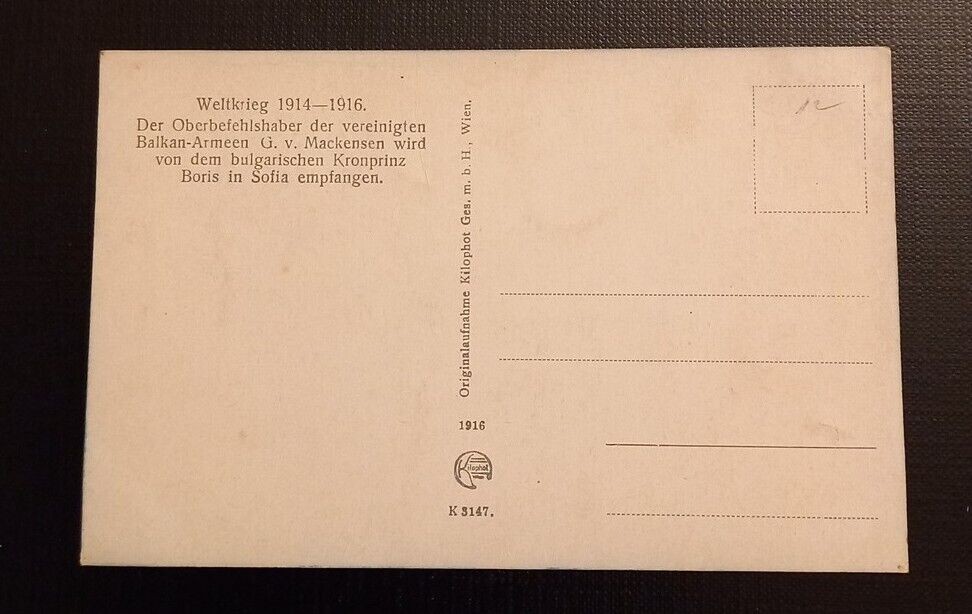 Weltkrieg 1914—1916.
Der Oberbefehlshaber der vereinigten
Balkan-Armeen G. v. Mackensen wird
von dem bulgarischen Kronprinz
Boris in Sofia empfangen.
Originalaufnahme Kilophot Ges. m. b. H., Wien.
1916
Kilophot
K 3147.